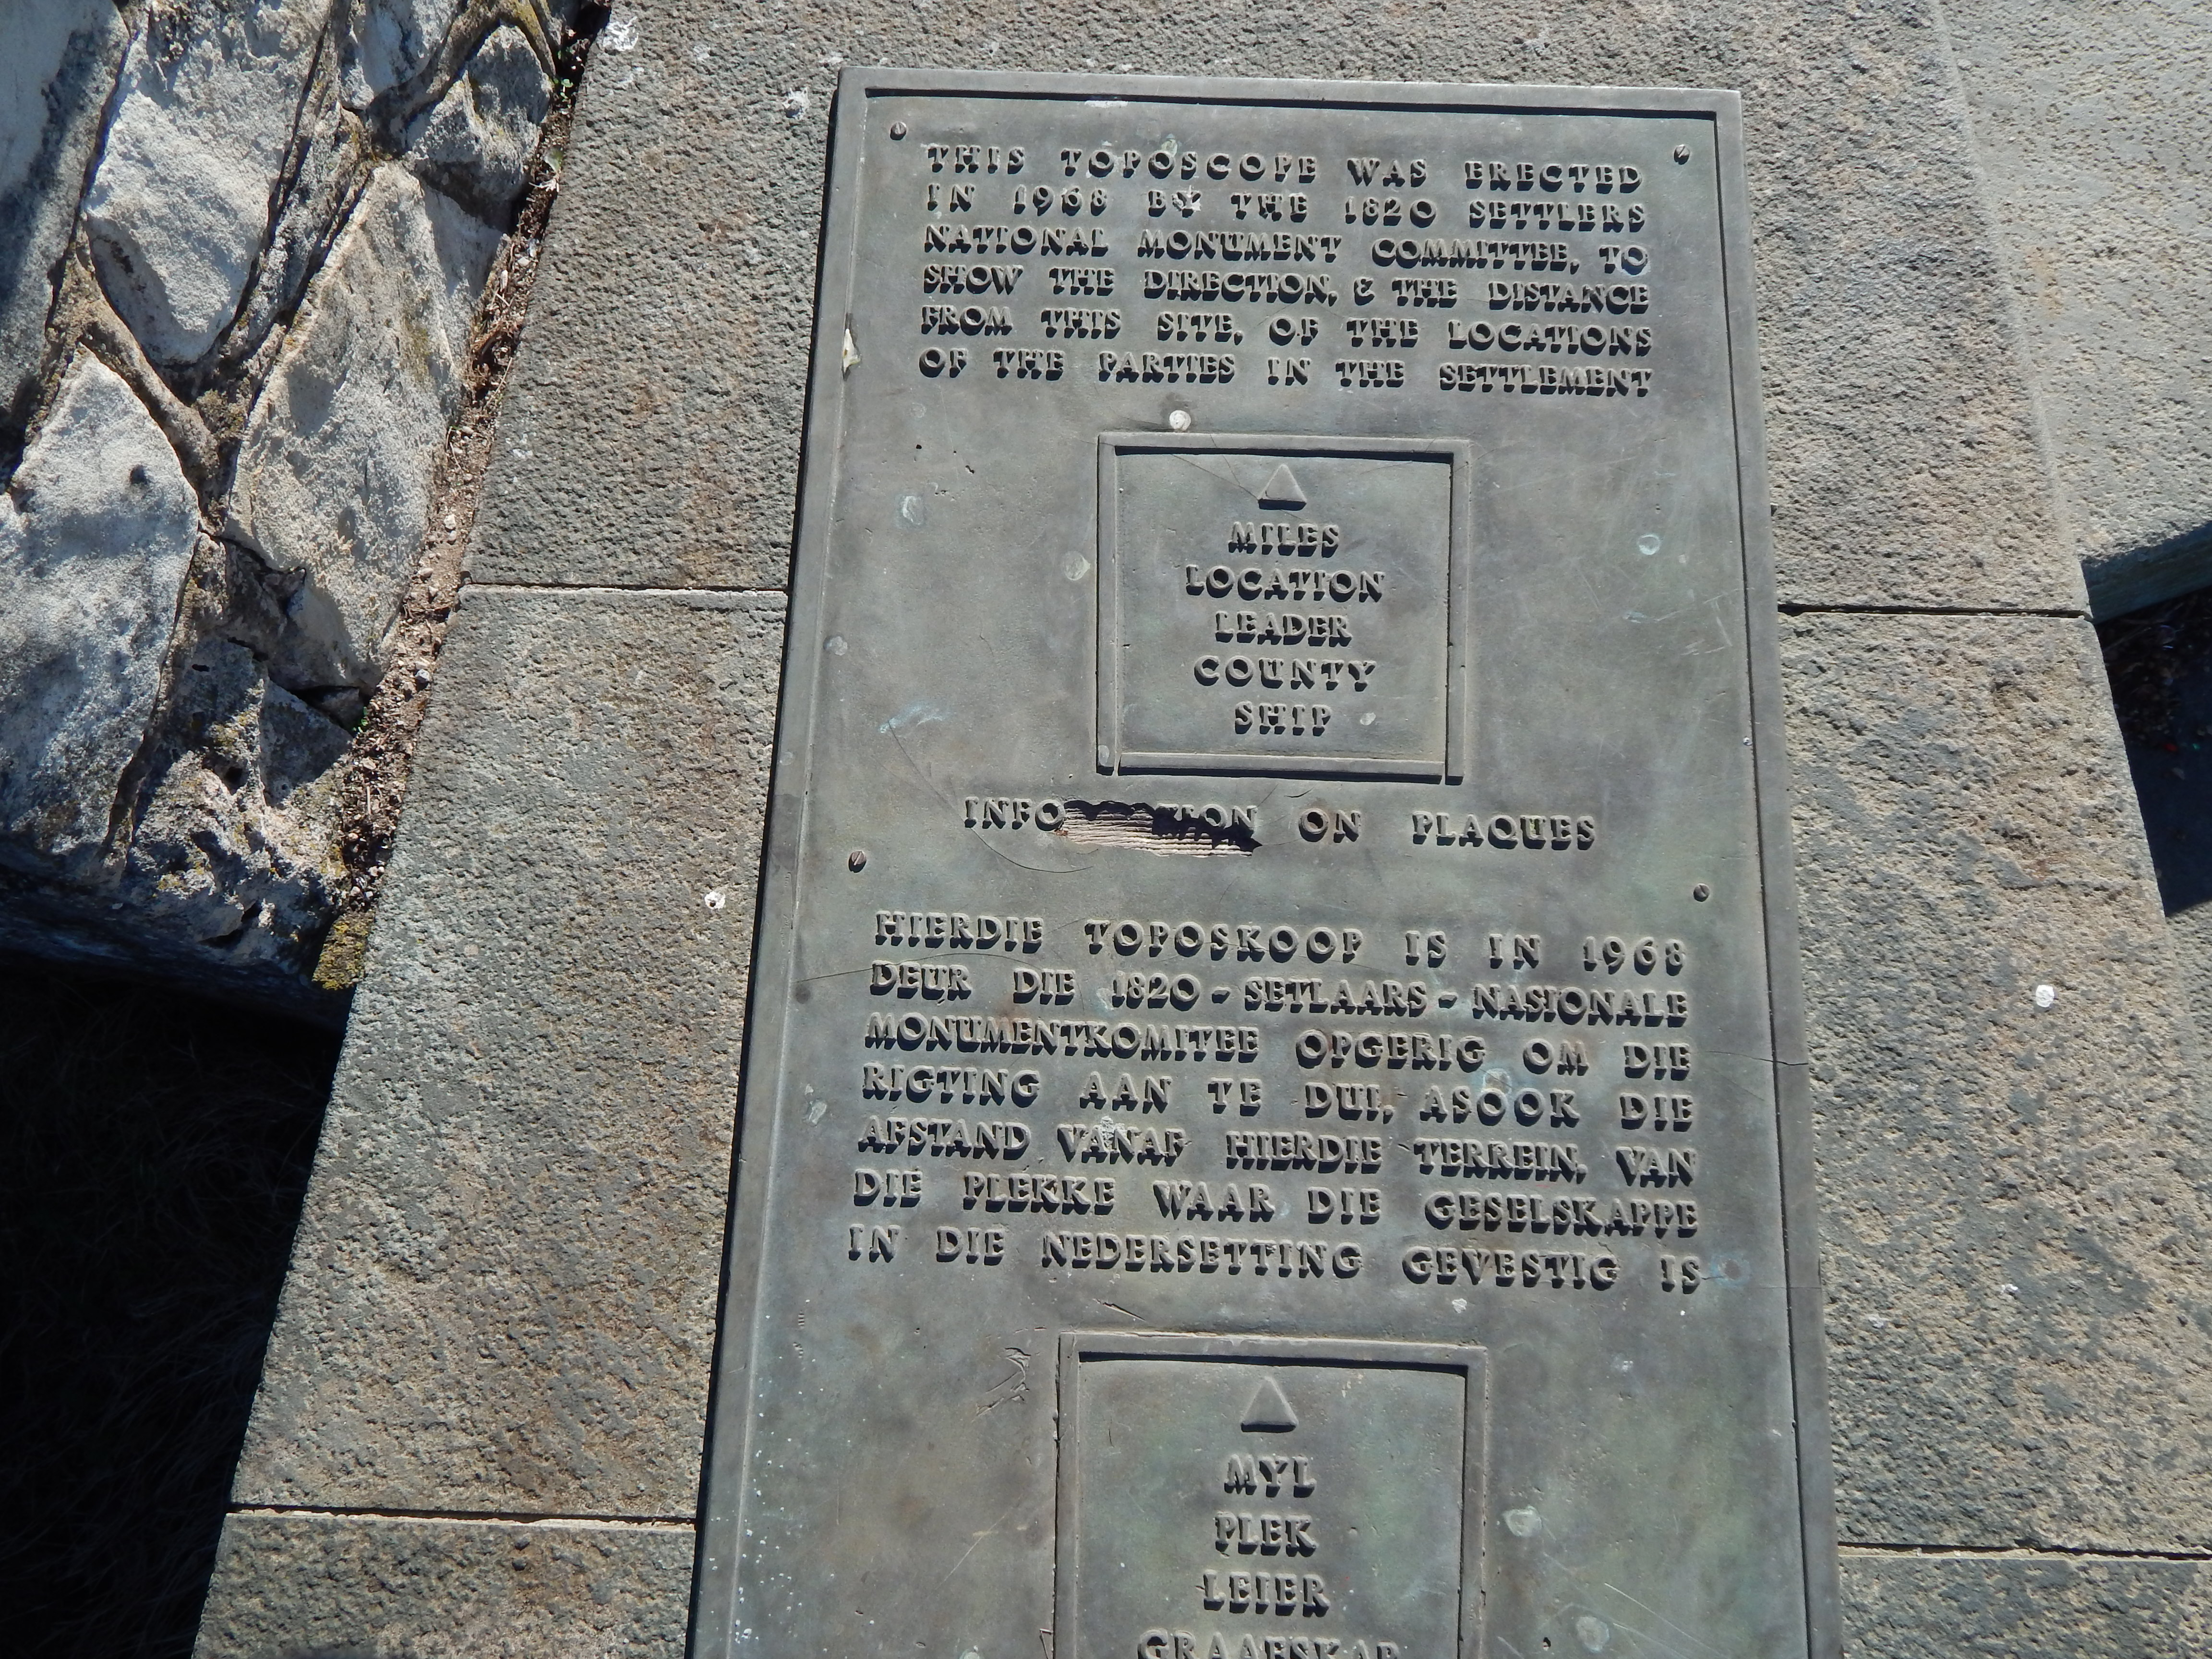 THIS TOPOSCOPE WAS ERECTED
IN 1968 BY THE 1820 SETTLERS
NATIONAL MONUMENT COMMITTEE, TO
SHOW THE DIRECTION, & THE DISTANCE
FROM THIS SITE, OF THE LOCATIONS
OF THE PARTIES IN THE SETTLEMENT
MILES
LOCATION
LEADER
COUNTY
SHIP
ON PLAQUES
HIERDIE TOPOSKOOP IS IN 1968
DEUR DIE 1820-SETLAARS-NASIONALE
MONUMENTKOMITEE OPGERIG OM DIE
RIGTING AAN TE DUI, ASOOK DIE
AFSTAND VANAF HIERDIE TERREIN, VAN
DIE PLEKKE WAAR DIE GESELSKAPPE
IN DIE NEDERSETTING GEVESTIG IS
MYL
PLEK
LEIER
GRAAFSKAP